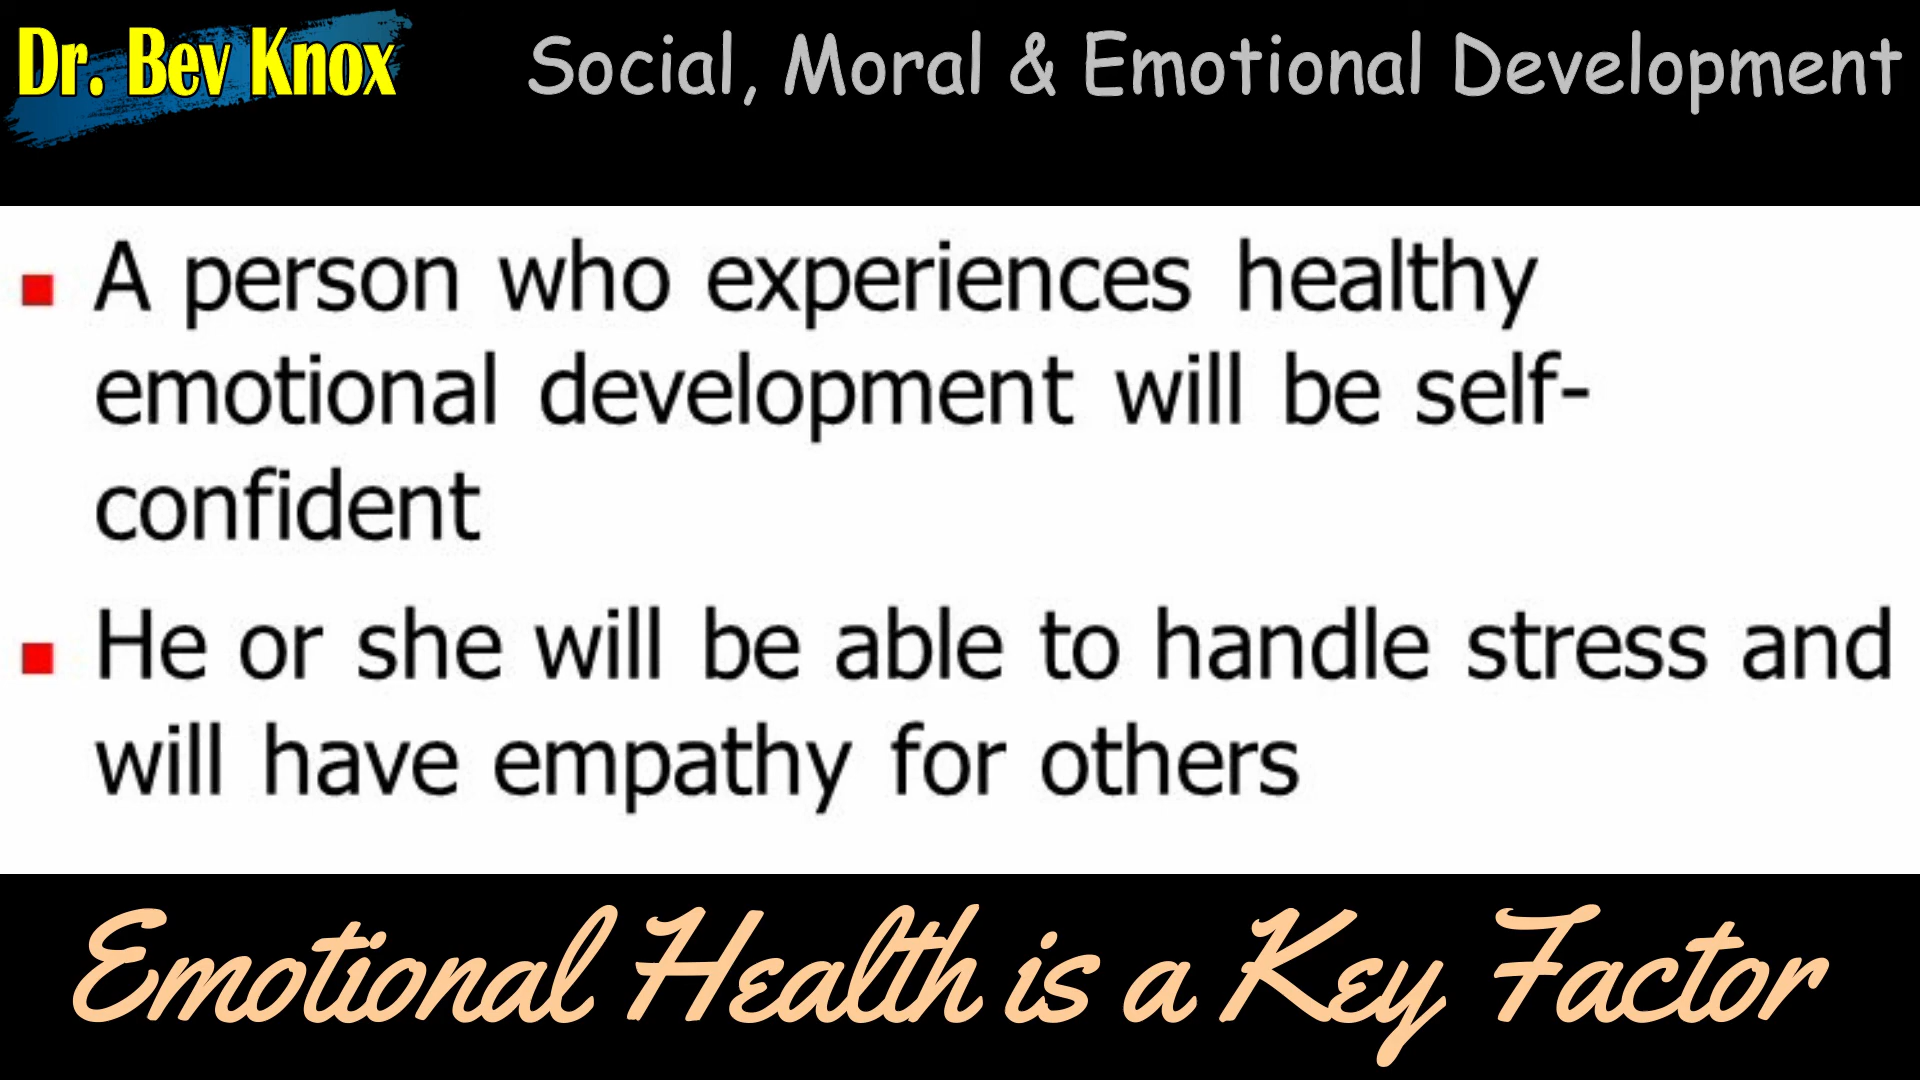 Dr. Bev Knox
Social, Moral & Emotional Development
A person who experiences healthy
emotional development will be self-
confident
He or she will be able to handle stress and
will have empathy for others
Emotional Health is a Key Factor